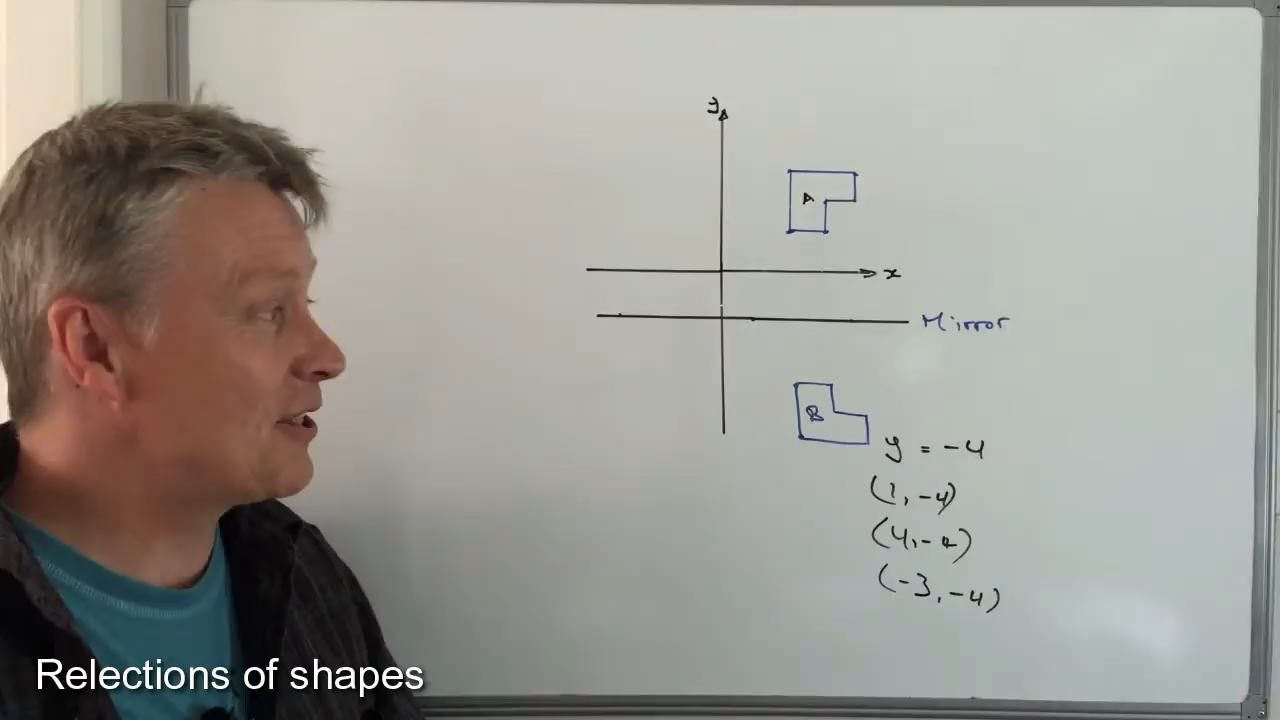 y
A
x
Mirror
B
y = -4
(1, -4)
(4, -4)
(-3, -4)
Relections of shapes